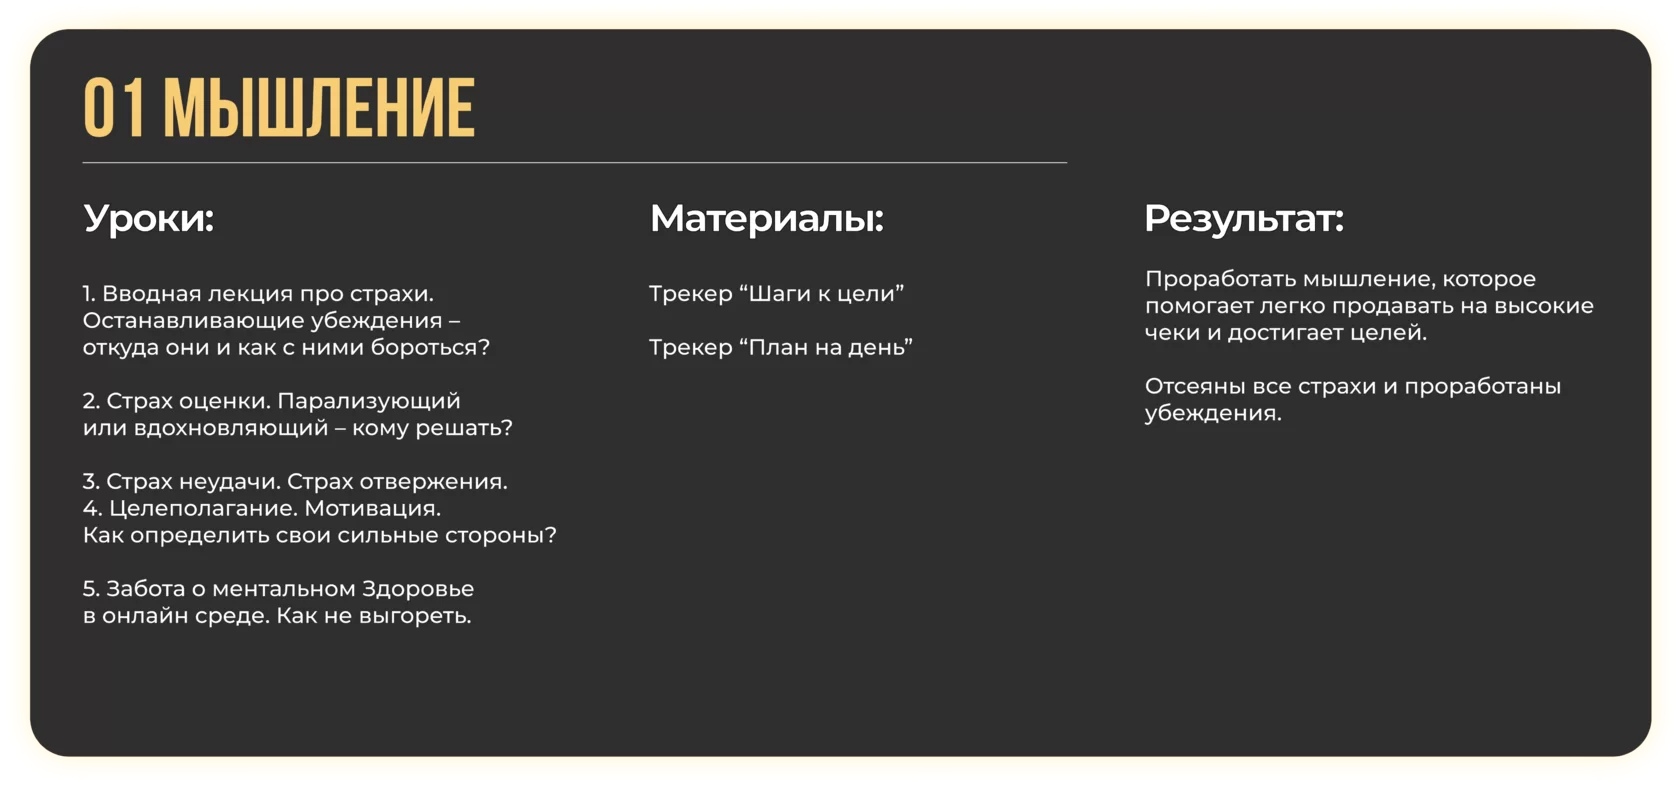 01 МЫШЛЕНИЕ
Уроки:
1. Вводная лекция про страхи.
Останавливающие убеждения –
откуда они и как с ними бороться?
2. Страх оценки. Парализующий
или вдохновляющий – кому решать?
3. Страх неудачи. Страх отвержения.
4. Целеполагание. Мотивация.
Как определить свои сильные стороны?
5. Забота о ментальном Здоровье
в онлайн среде. Как не выгореть.
Материалы:
Трекер “Шаги к цели”
Трекер “План на день”
Результат:
Проработать мышление, которое
помогает легко продавать на высокие
чеки и достигает целей.
Отсеяны все страхи и проработаны
убеждения.